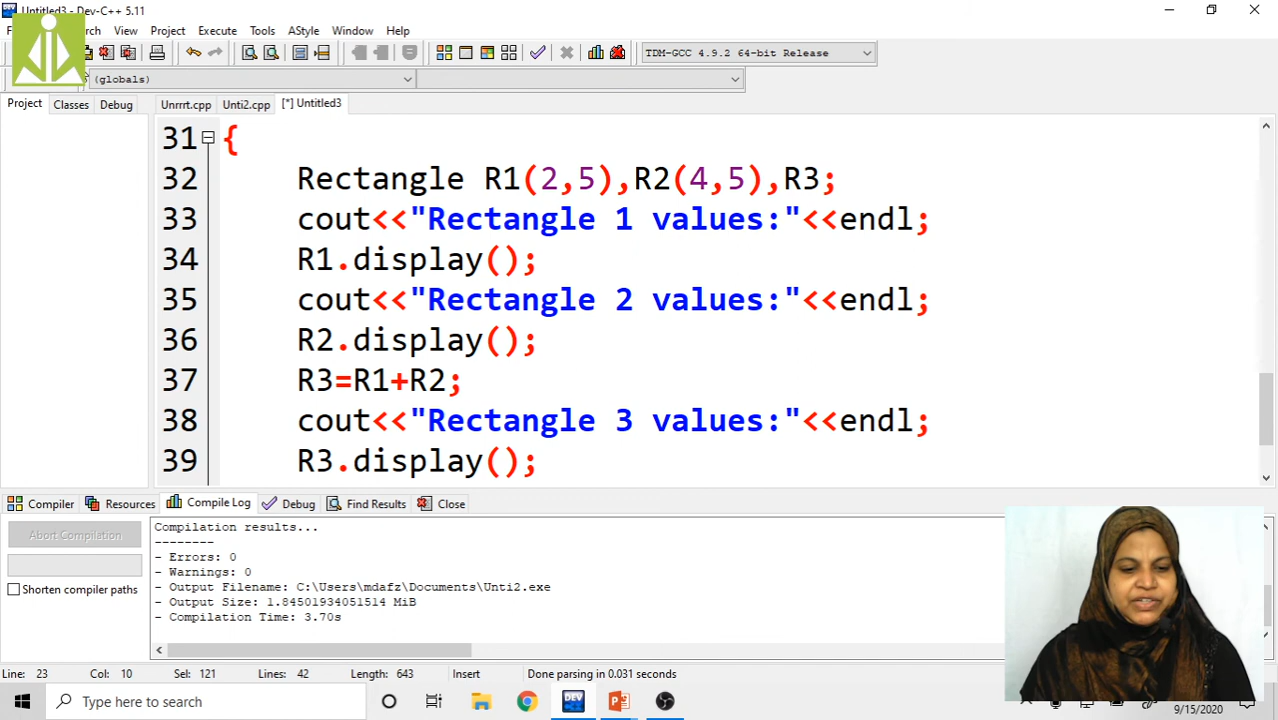 Untitled3 - Dev-C++ 5.11
View Project Execute Tools AStyle Window Help
TDM-GCC 4.9.2 64-bit Release
(globals)
Project Classes Debug Unrrrt.cpp Unti2.cpp [*] Untitled3
31 {
32 Rectangle R1(2,5),R2(4,5),R3;
33 cout<<"Rectangle 1 values:"<<endl;
34 R1.display();
35 cout<<"Rectangle 2 values:"<<endl;
36 R2.display();
37 R3=R1+R2;
38 cout<<"Rectangle 3 values:"<<endl;
39 R3.display();
Compiler Resources Compile Log Debug Find Results Close
Abort Compilation
Shorten compiler paths
Compilation results...
--------
- Errors: 0
- Warnings: 0
- Output Filename: C:\Users\mdafz\Documents\Unti2.exe
- Output Size: 1.84501934051514 MiB
- Compilation Time: 3.70s
Line: 23 Col: 10 Sel: 121 Lines: 42 Length: 643 Insert Done parsing in 0.031 seconds
Type here to search
9/15/2020